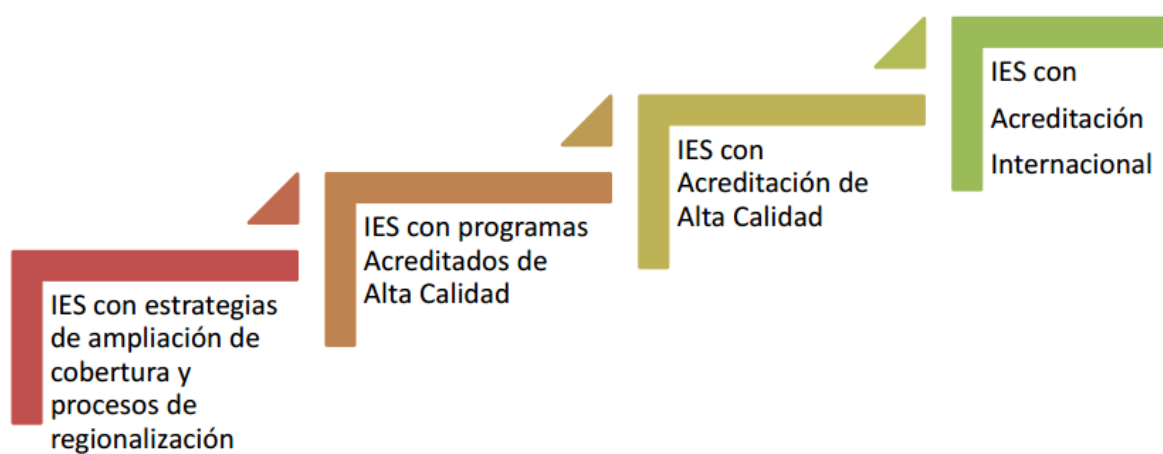 IES con estrategias
de ampliación de
cobertura y
procesos de
regionalización
IES con programas
Acreditados de
Alta Calidad
IES con
Acreditación de
Alta Calidad
IES con
Acreditación
Internacional